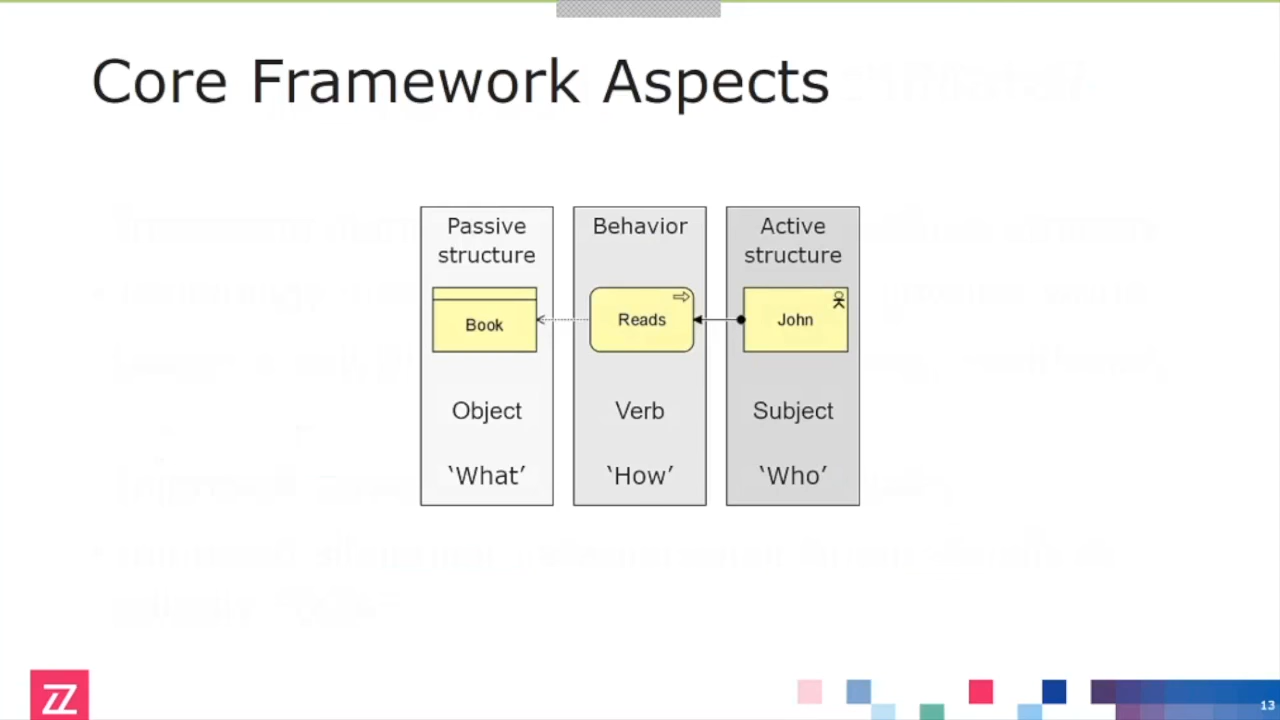 Core Framework Aspects
Passive
structure
Book
Object
‘What’
Behavior
Reads
Verb
‘How’
Active
structure
John
Subject
‘Who’
13